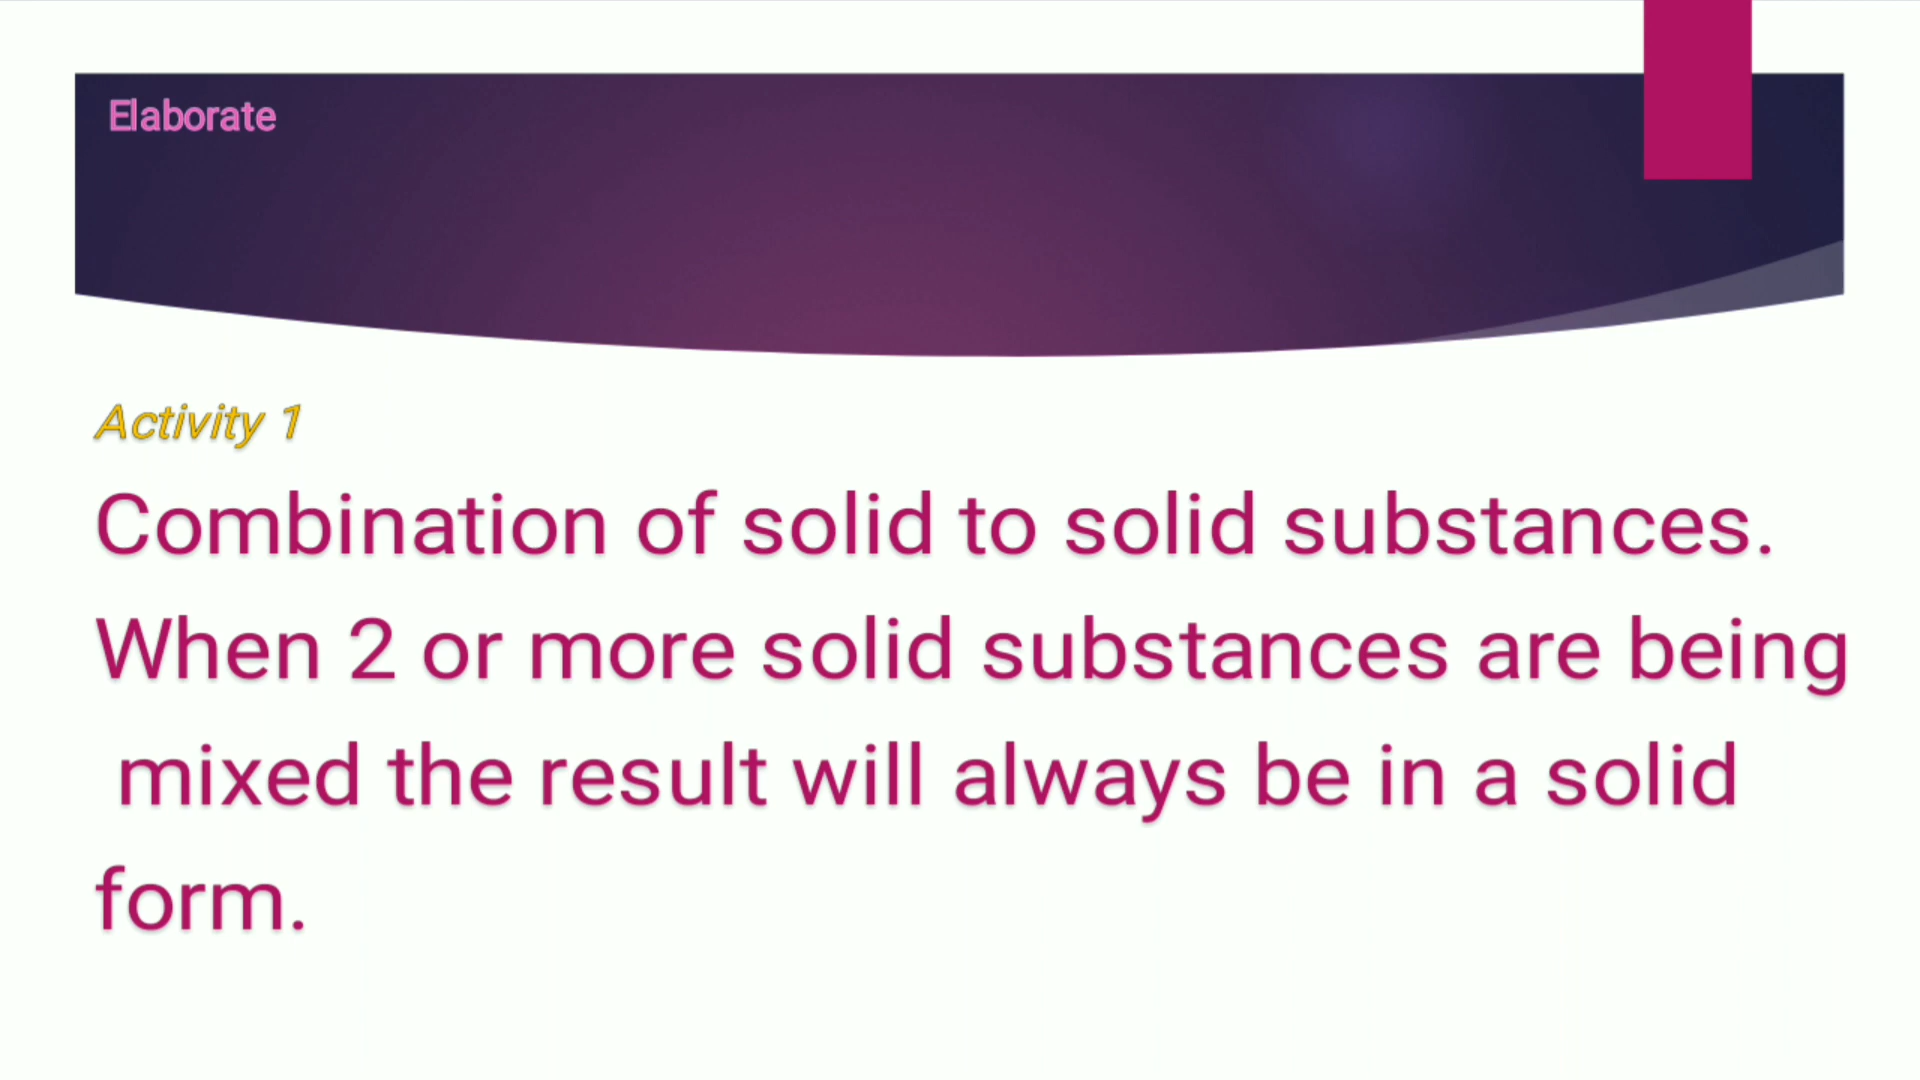 Elaborate
Activity 1
Combination of solid to solid substances.
When 2 or more solid substances are being
mixed the result will always be in a solid
form.